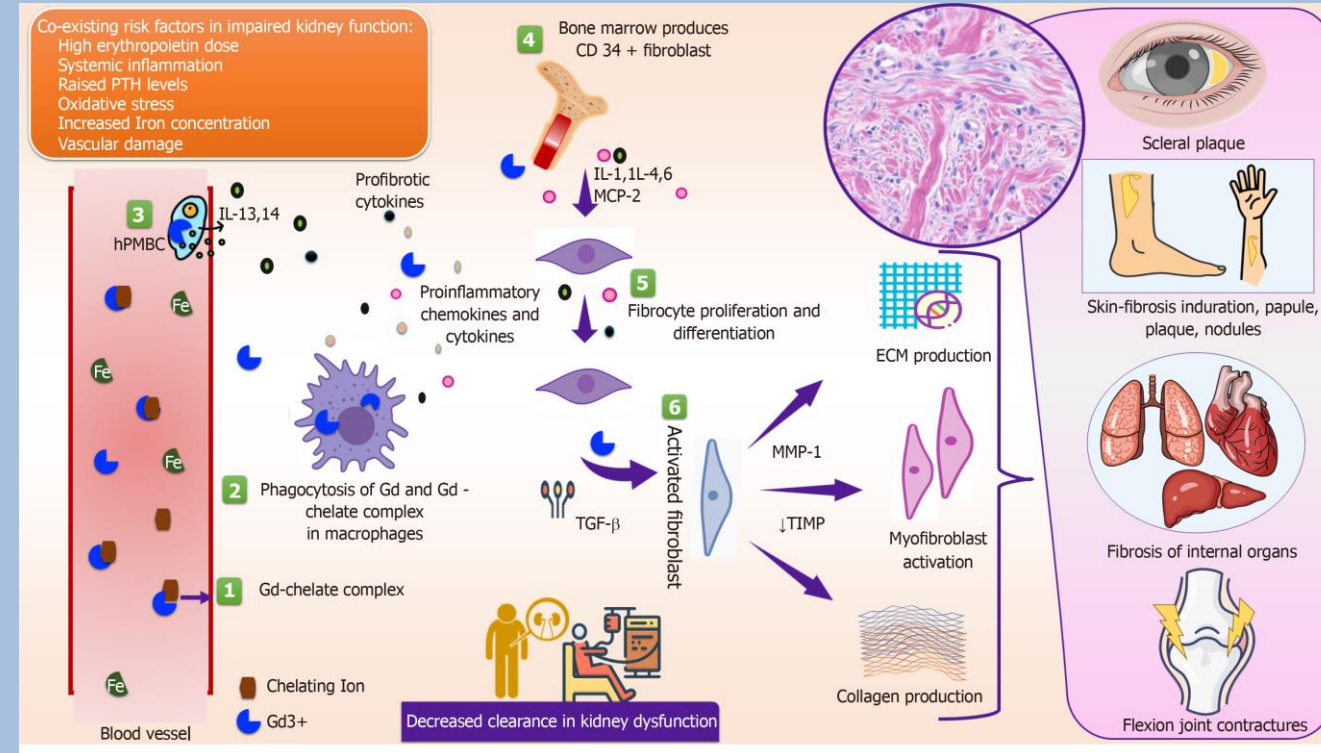 Co-existing risk factors in impaired kidney function:
High erythropoietin dose
Systemic inflammation
Raised PTH levels
Oxidative stress
Increased Iron concentration
Vascular damage
4
Bone marrow produces
CD 34 + fibroblast
IL-1,1L-4,6
MCP-2
3
hPMBC
IL-13,14
Profibrotic
cytokines
Proinflammatory
chemokines and
cytokines
5
Fibrocyte proliferation and
differentiation
Fe
Fe
Fe
Fe
2
Phagocytosis of Gd and Gd -
chelate complex
in macrophages
1
Gd-chelate complex
Chelating Ion
Gd3+
Blood vessel
TGF-β
6
Activated fibroblast
MMP-1
↓TIMP
ECM production
Myofibroblast
activation
Collagen production
Decreased clearance in kidney dysfunction
Scleral plaque
Skin-fibrosis induration, papule,
plaque, nodules
Fibrosis of internal organs
Flexion joint contractures